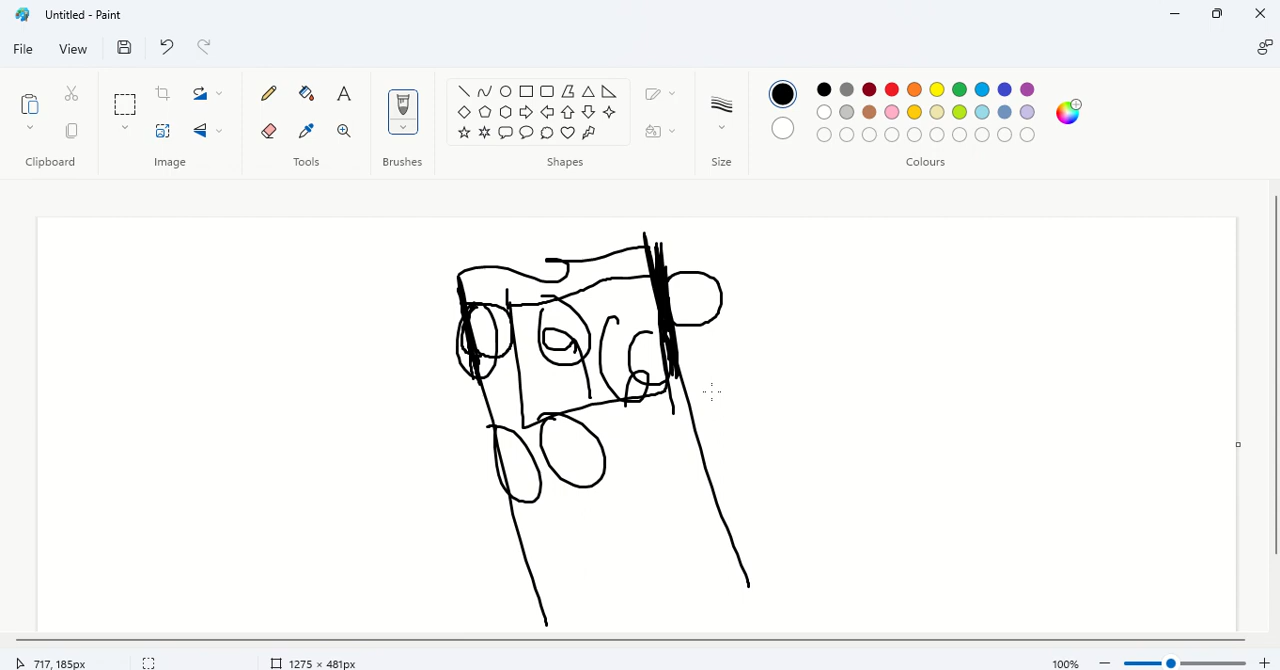 Untitled - Paint
File View
Clipboard Image Tools Brushes Shapes Size Colours
717, 185px 1275 × 481px 100%